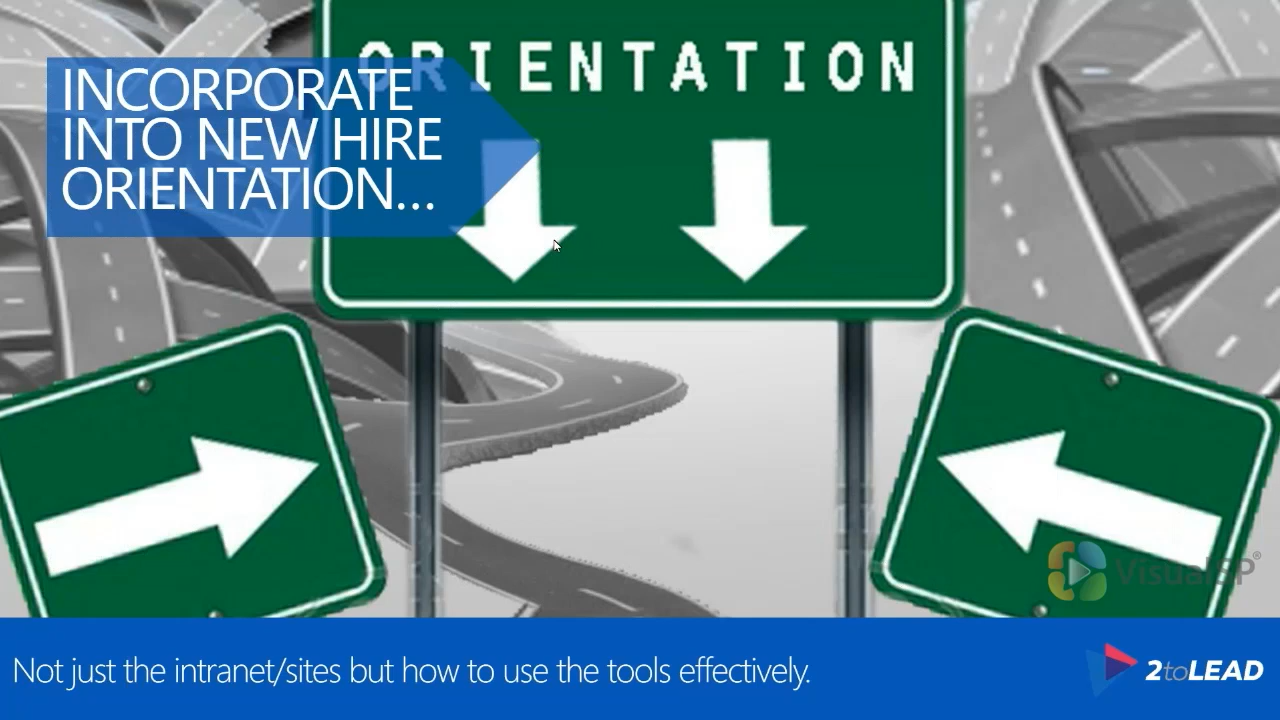 ORIENTATION
INCORPORATE
INTO NEW HIRE
ORIENTATION...
VisualSP®
Not just the intranet/sites but how to use the tools effectively.
2toLEAD